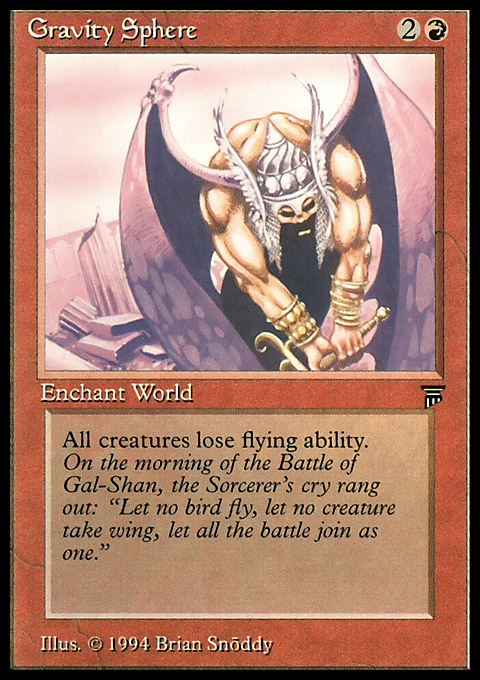 Gravity Sphere 2
Enchant World
All creatures lose flying ability.
On the morning of the Battle of
Gal-Shan, the Sorcerer's cry rang
out: “Let no bird fly, let no creature
take wing, let all the battle join as
one.”
Illus. © 1994 Brian Snōddy